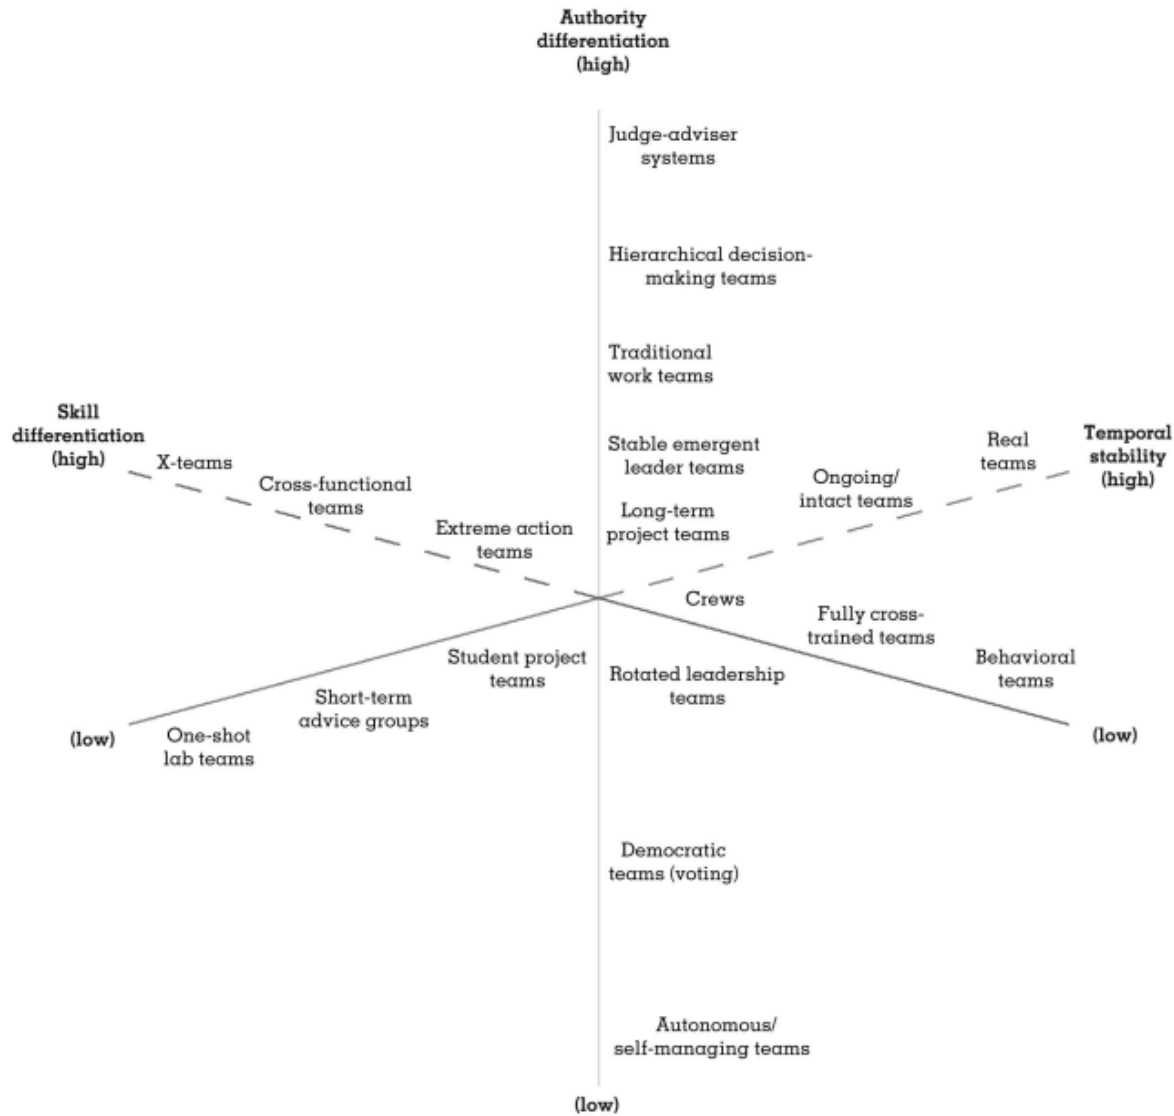 Authority
differentiation
(high)
Judge-adviser
systems
Hierarchical decision-
making teams
Traditional
work teams
Skill
differentiation
(high)
X-teams
Cross-functional
teams
Extreme action
teams
Stable emergent
leader teams
Long-term
project teams
Ongoing/
intact teams
Real
teams
Temporal
stability
(high)
Crews
Fully cross-
trained teams
Behavioral
teams
(low)
Student project
teams
Short-term
advice groups
One-shot
lab teams
(low)
Rotated leadership
teams
Democratic
teams (voting)
Autonomous/
self-managing teams
(low)